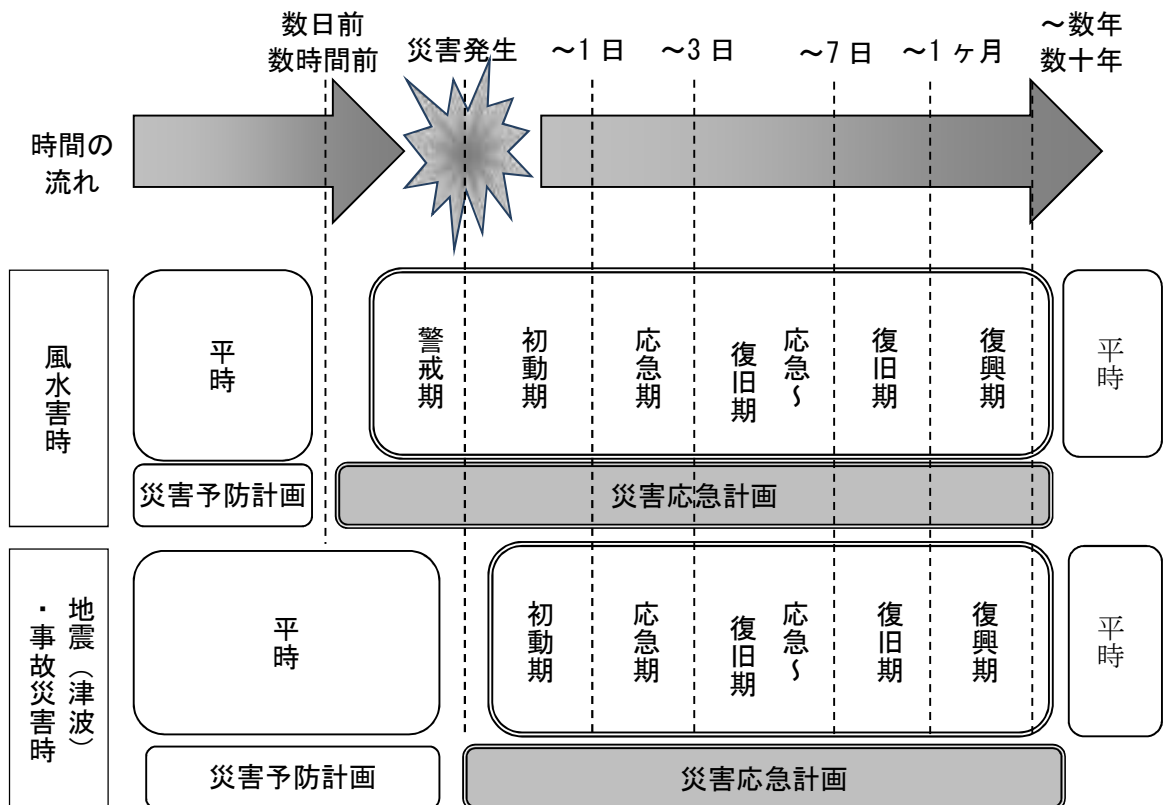 数日前
数時間前
災害発生
～1 日
～3 日
～7 日
～1 ヶ月
～数年
数十年
時間の
流れ
風水害時
平時
警戒期
初動期
応急期
応急～
復旧期
復旧期
復興期
平時
災害予防計画
災害応急計画
地震（津波）
・事故災害時
平時
初動期
応急期
応急～
復旧期
復旧期
復興期
平時
災害予防計画
災害応急計画